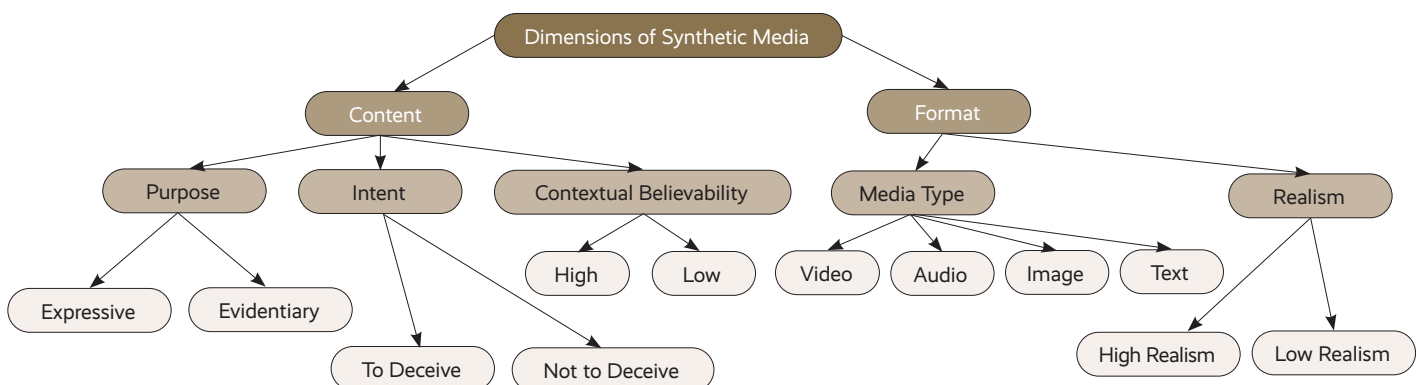 Dimensions of Synthetic Media
Content
Format
Purpose
Intent
Contextual Believability
Media Type
Realism
High
Low
Video
Audio
Image
Text
Expressive
Evidentiary
To Deceive
Not to Deceive
High Realism
Low Realism